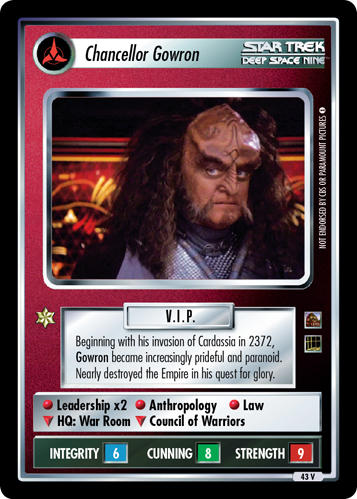 Chancellor Gowron
STAR TREK
DEEP SPACE NINE™
NOT ENDORSED BY CBS OR PARAMOUNT PICTURES
V.I.P.
Beginning with his invasion of Cardassia in 2372,
Gowron became increasingly prideful and paranoid.
Nearly destroyed the Empire in his quest for glory.
Leadership x2 Anthropology Law
HQ: War Room Council of Warriors
INTEGRITY 6 CUNNING 8 STRENGTH 9
43 V